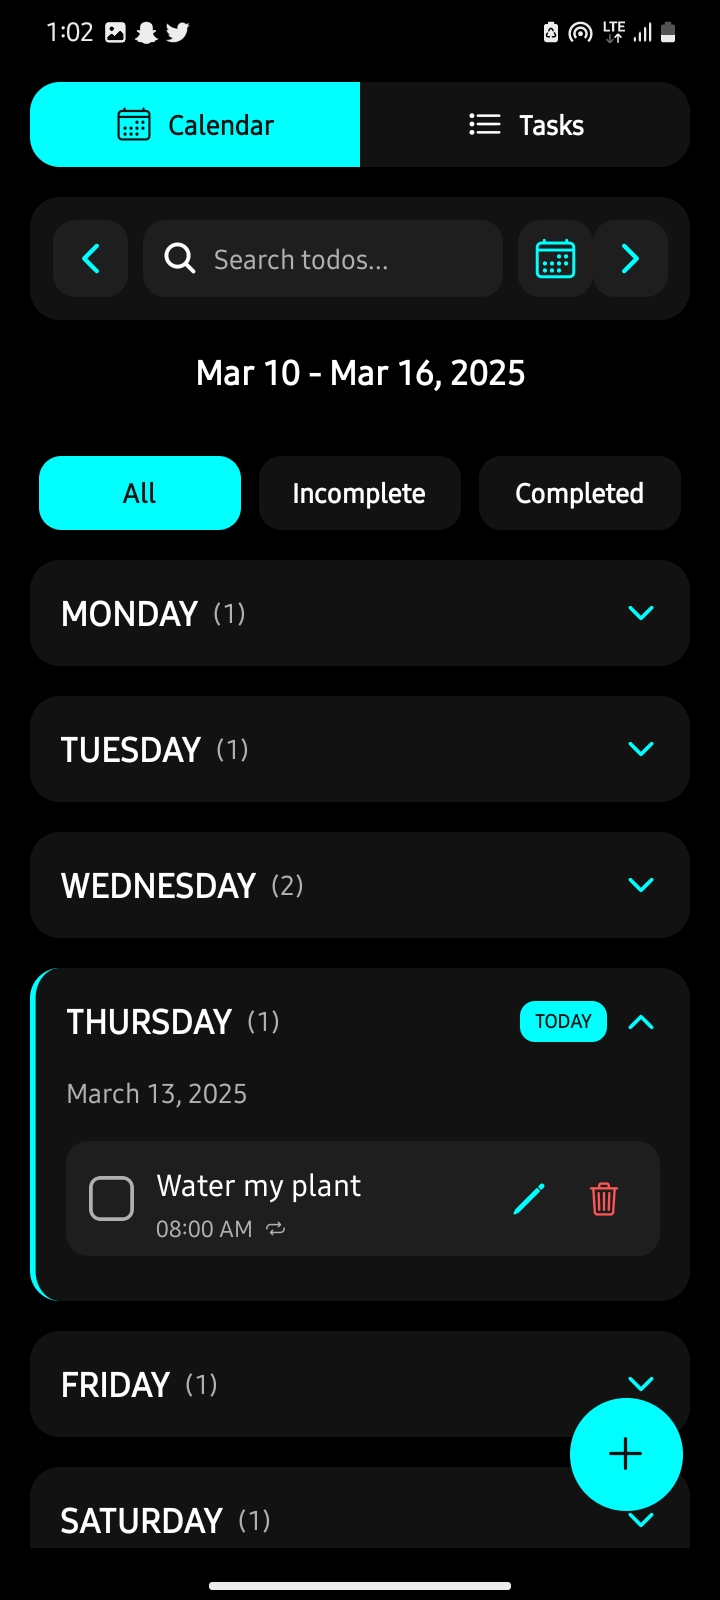 1:02 LTE
Calendar Tasks
Search todos...
Mar 10 - Mar 16, 2025
All Incomplete Completed
MONDAY (1)
TUESDAY (1)
WEDNESDAY (2)
THURSDAY (1) TODAY
March 13, 2025
Water my plant
08:00 AM
FRIDAY (1)
SATURDAY (1)